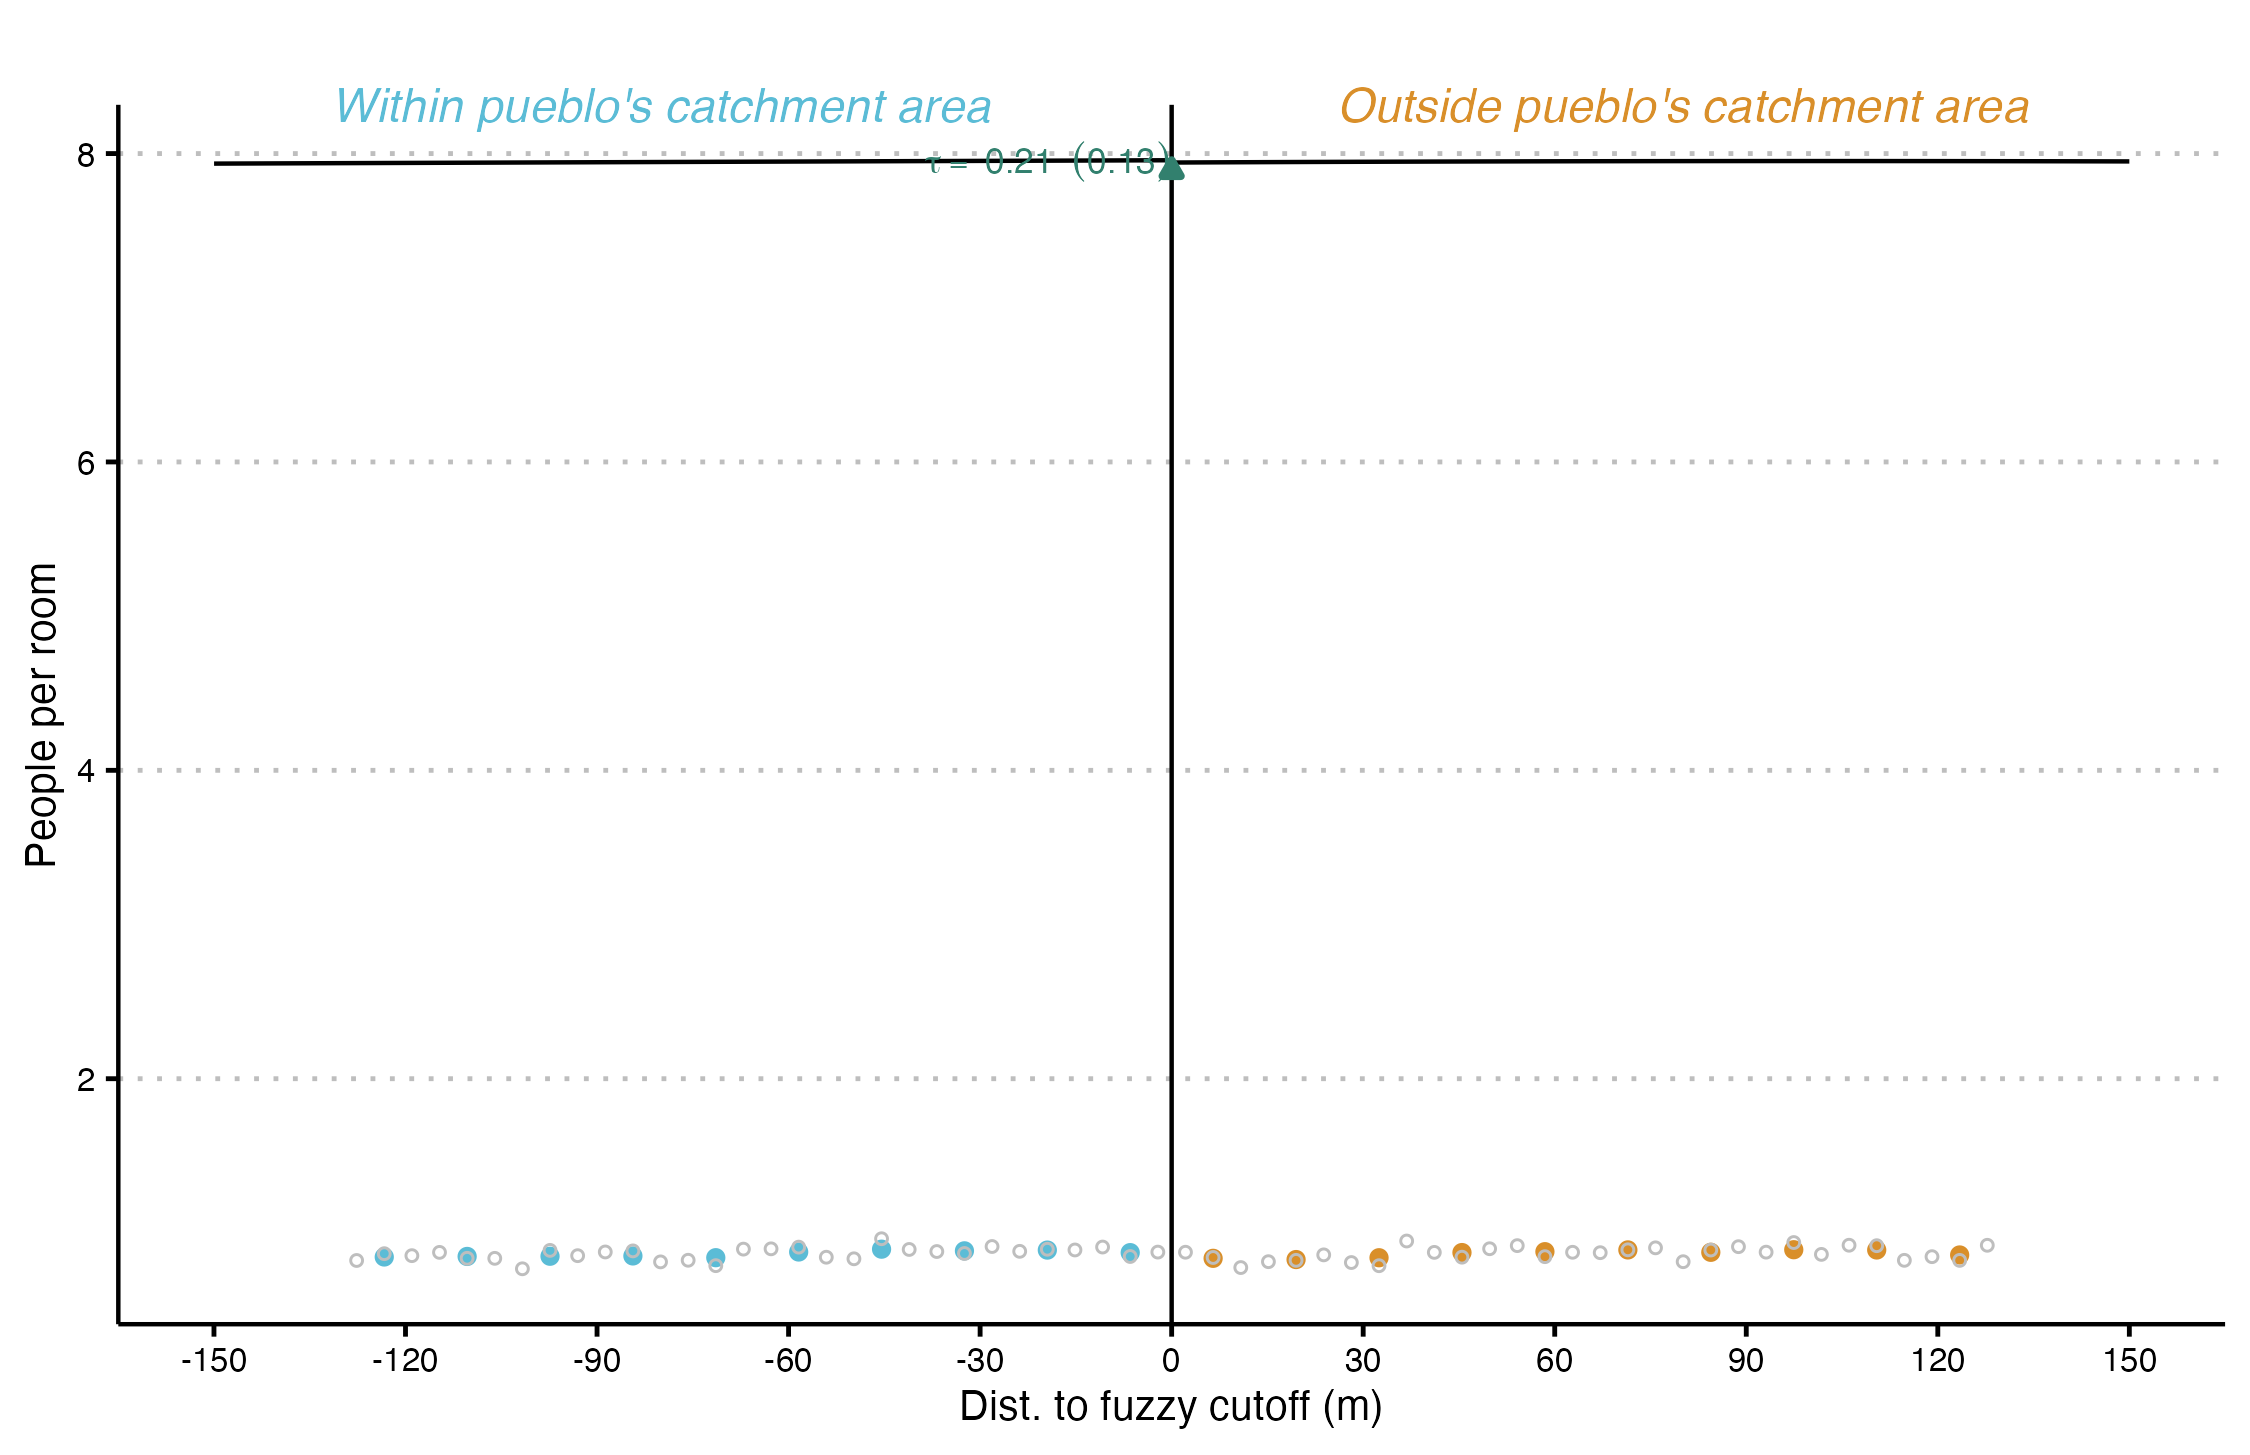 Within pueblo's catchment area Outside pueblo's catchment area
τ = 0.21 (0.13)
8
6
4
2
People per room
-150 -120 -90 -60 -30 0 30 60 90 120 150
Dist. to fuzzy cutoff (m)